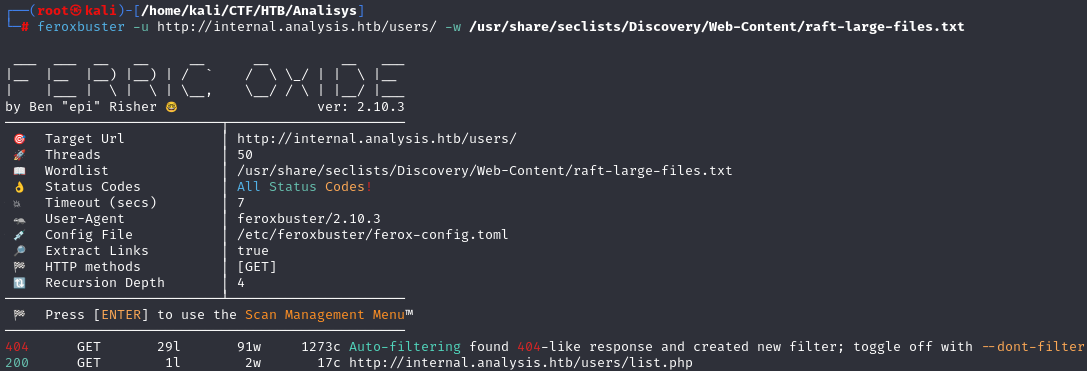 (root㉿kali)-[/home/kali/CTF/HTB/Analisys]
# feroxbuster -u http://internal.analysis.htb/users/ -w /usr/share/seclists/Discovery/Web-Content/raft-large-files.txt
FERRIC OXIDE
by Ben "epi" Risher 🤓 ver: 2.10.3
🎯 Target Url │ http://internal.analysis.htb/users/
🚀 Threads │ 50
📖 Wordlist │ /usr/share/seclists/Discovery/Web-Content/raft-large-files.txt
👌 Status Codes │ All Status Codes!
💥 Timeout (secs) │ 7
🦡 User-Agent │ feroxbuster/2.10.3
💉 Config File │ /etc/feroxbuster/ferox-config.toml
🔎 Extract Links │ true
🏁 HTTP methods │ [GET]
🔃 Recursion Depth │ 4
🏁 Press [ENTER] to use the Scan Management Menu™
404 GET 29l 91w 1273c Auto-filtering found 404-like response and created new filter; toggle off with --dont-filter
200 GET 1l 2w 17c http://internal.analysis.htb/users/list.php